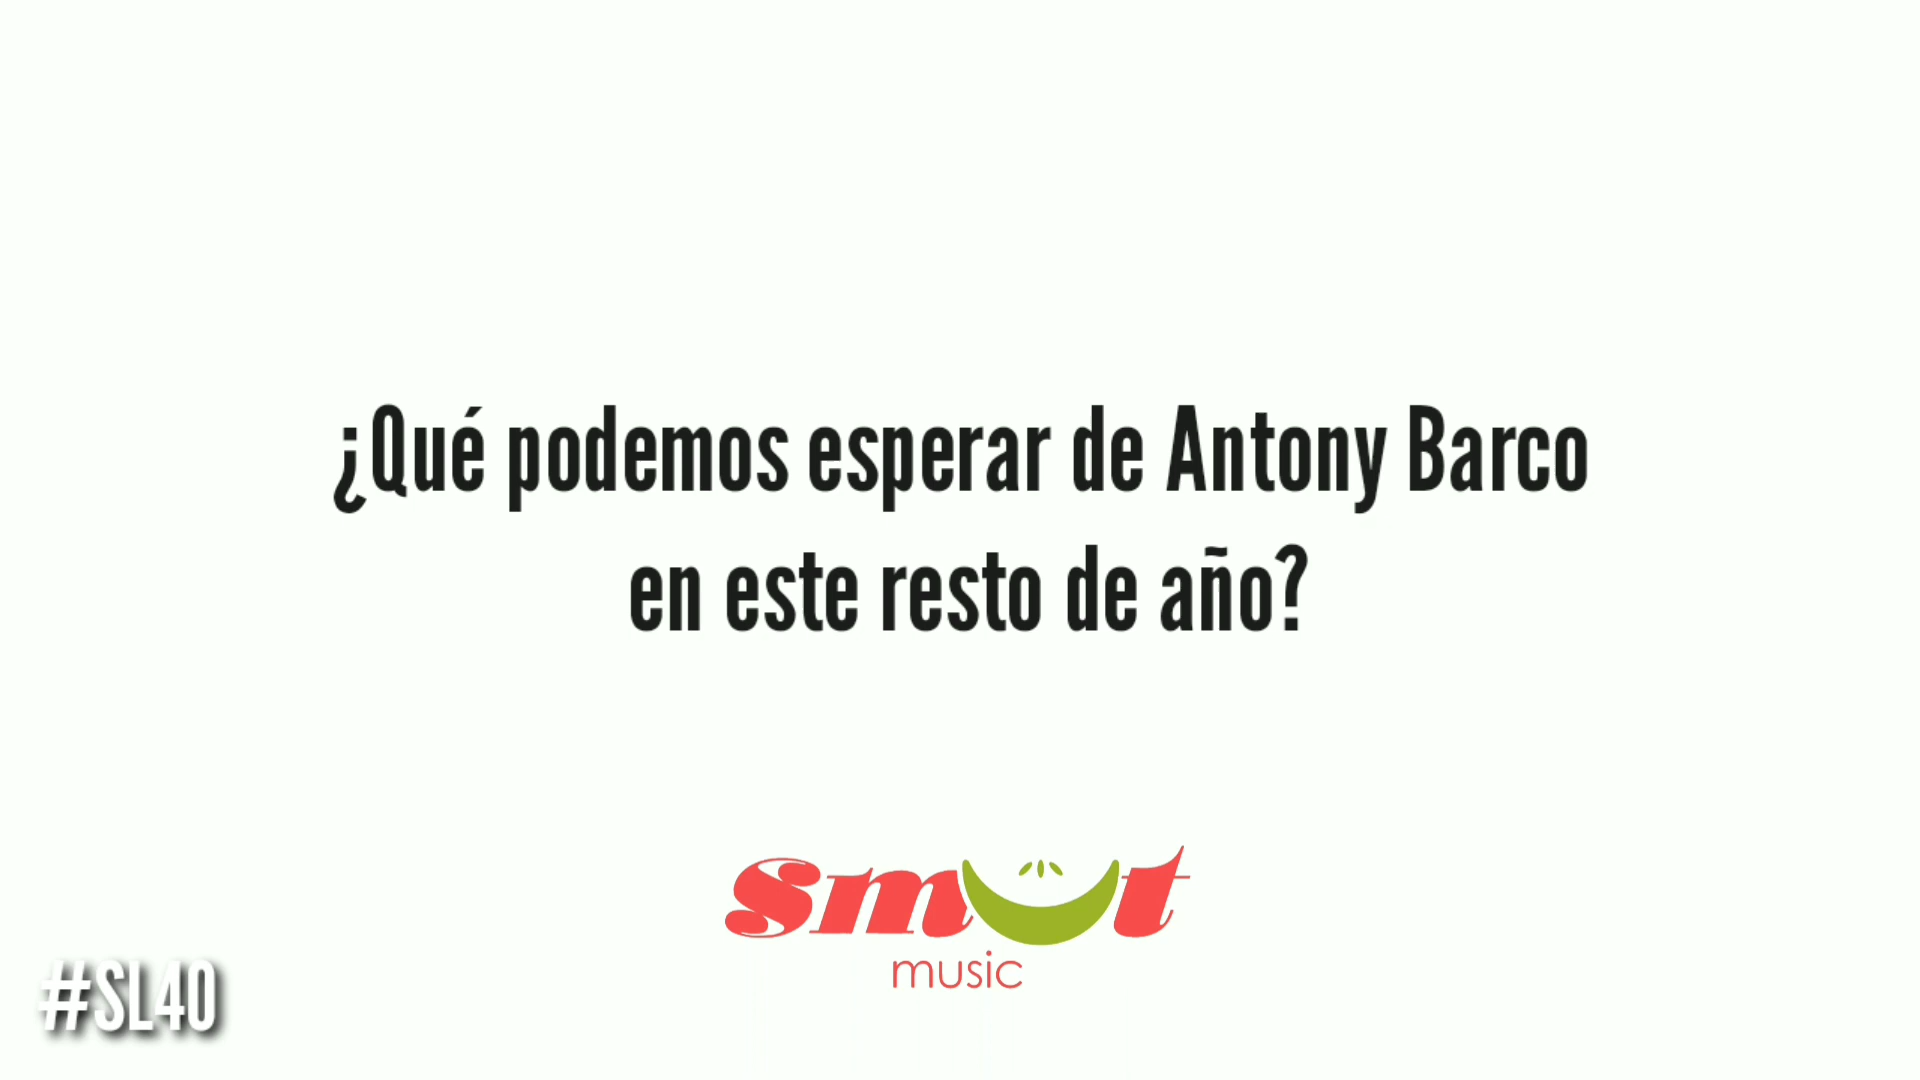 ¿Qué podemos esperar de Antony Barco
en este resto de año?
smut
music
#SL40